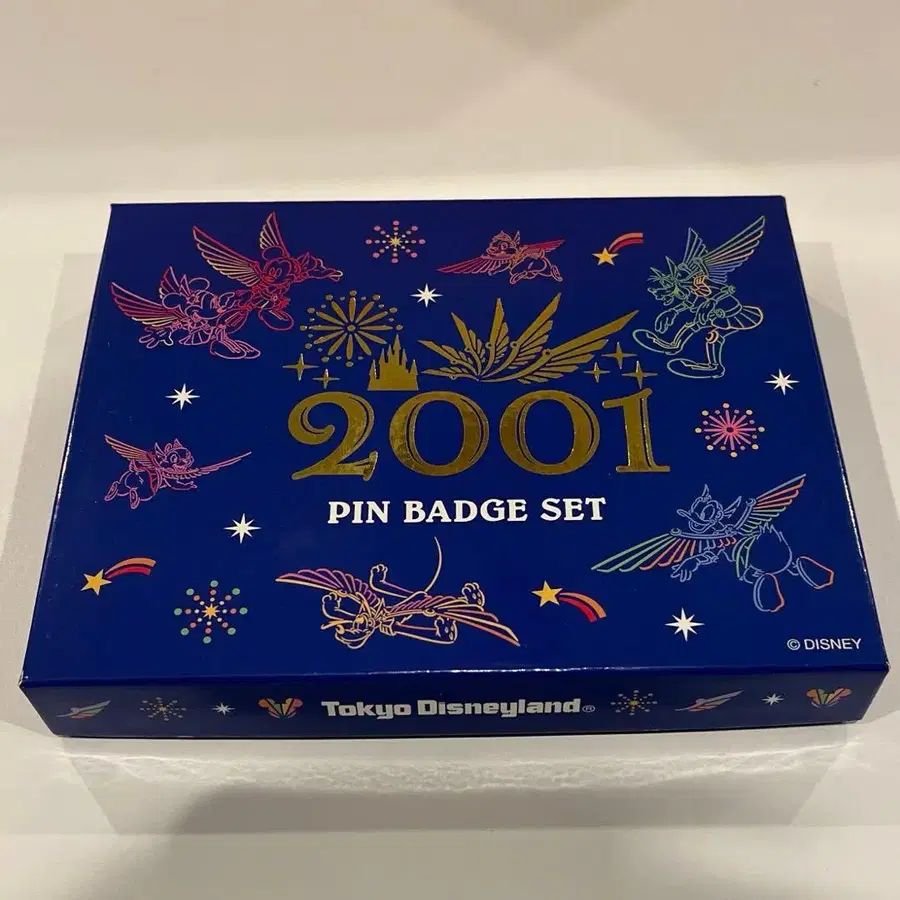 2001
PIN BADGE SET
© DISNEY
Tokyo Disneyland®